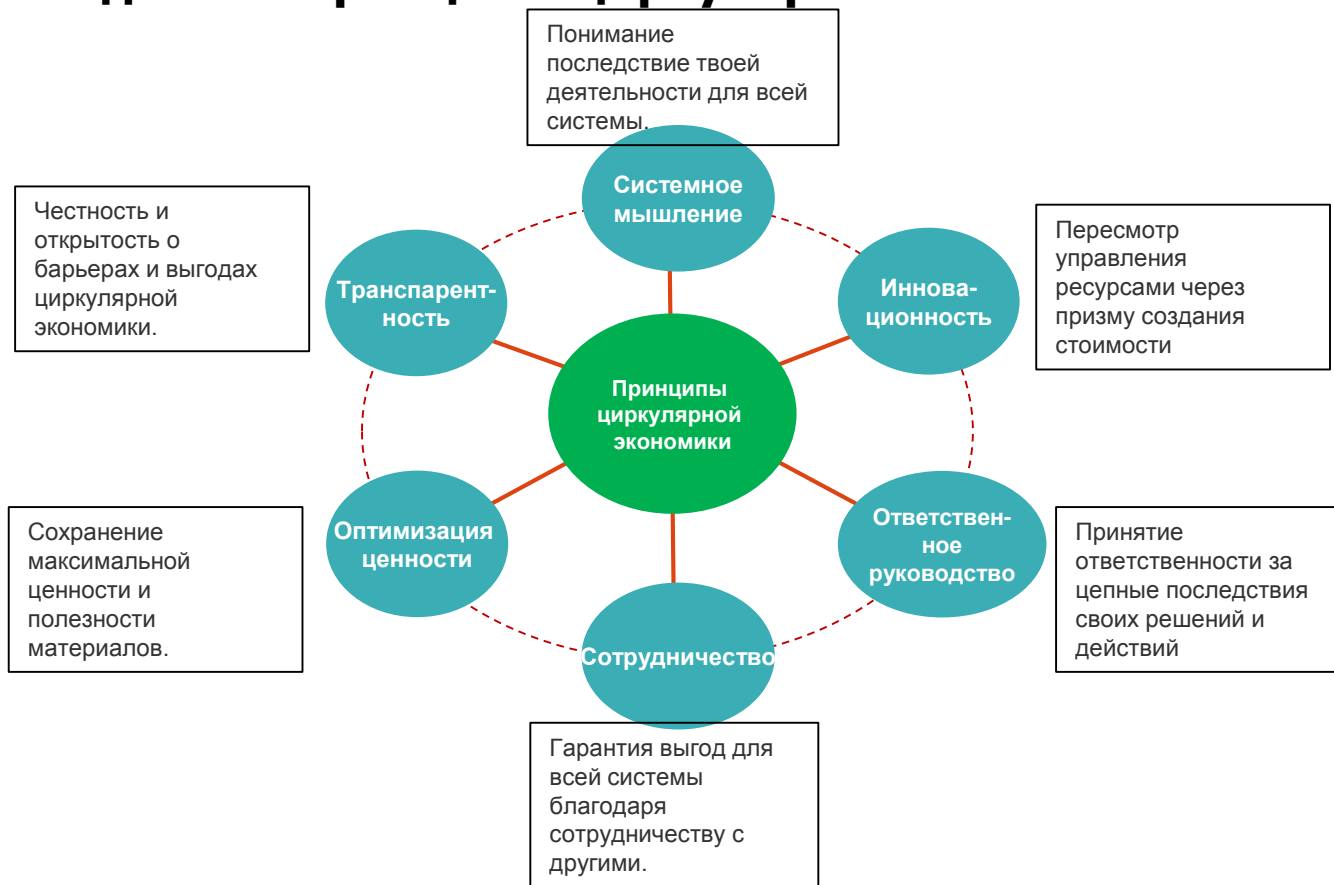 Понимание
последствие твоей
деятельности для всей
системы.
Системное
мышление
Честность и
открытость о
барьерах и выгодах
циркулярной
экономики.
Транспарент-
ность
Иннова-
ционность
Пересмотр
управления
ресурсами через
призму создания
стоимости
Принципы
циркулярной
экономики
Сохранение
максимальной
ценности и
полезности
материалов.
Оптимизация
ценности
Ответствен-
ное
руководство
Принятие
ответственности за
цепные последствия
своих решений и
действий
Сотрудничество
Гарантия выгод для
всей системы
благодаря
сотрудничеству с
другими.